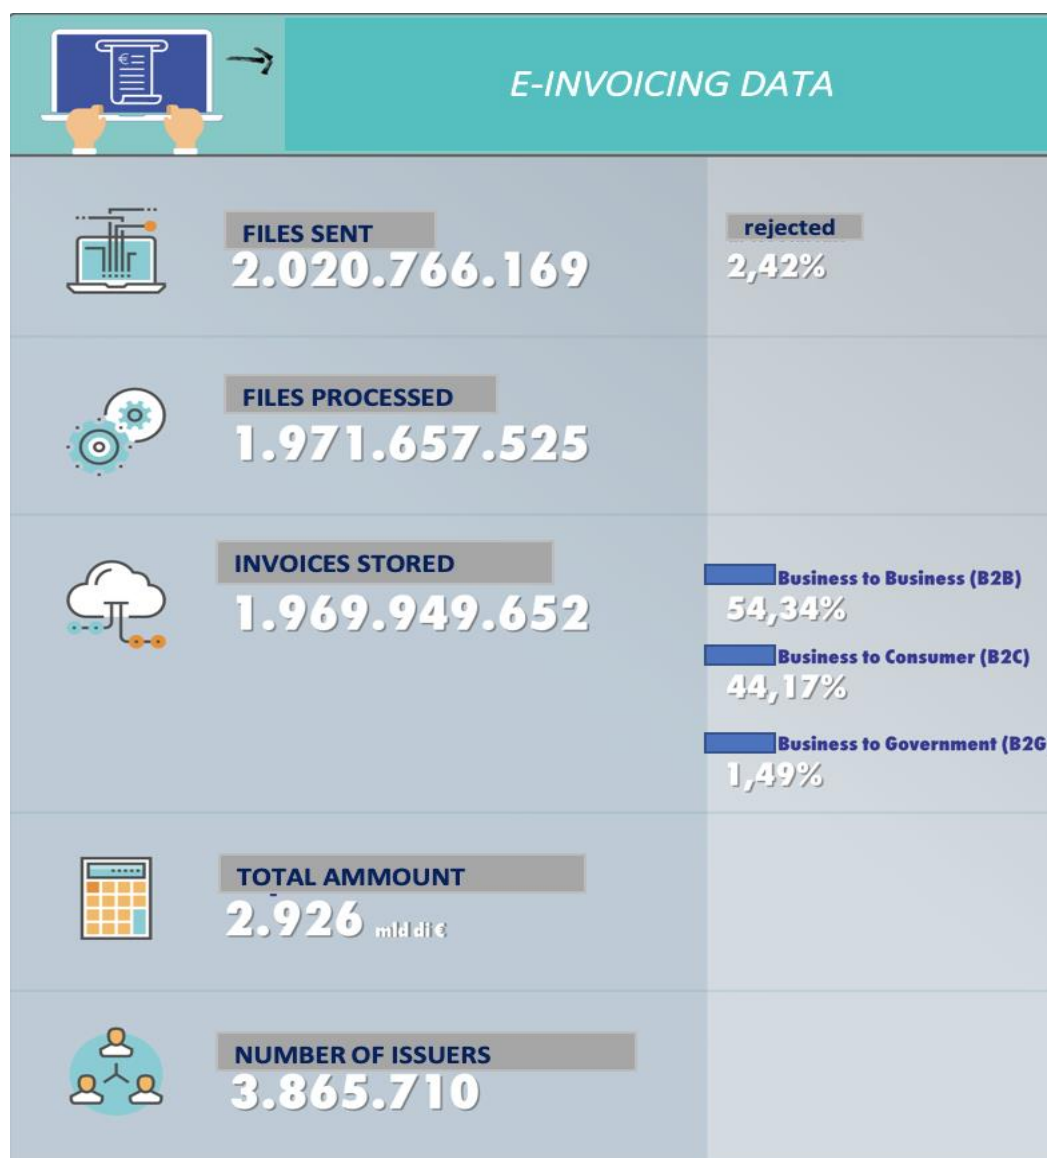 E-INVOICING DATA
FILES SENT
2.020.766.169
rejected
2,42%
FILES PROCESSED
1.971.657.525
INVOICES STORED
1.969.949.652
Business to Business (B2B)
54,34%
Business to Consumer (B2C)
44,17%
Business to Government (B2G
1,49%
TOTAL AMMOUNT
2.926 mld di €
NUMBER OF ISSUERS
3.865.710